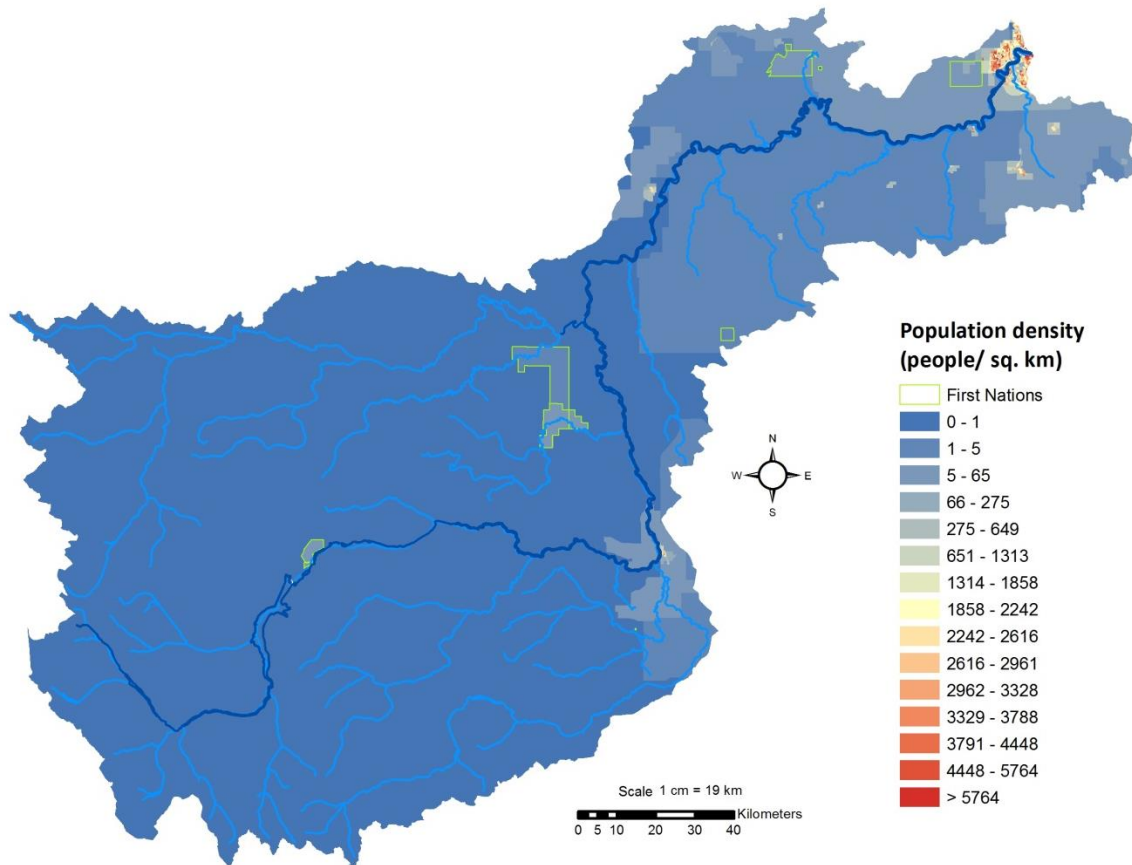 Population density
(people/ sq. km)
First Nations
0 - 1
1 - 5
5 - 65
66 - 275
275 - 649
651 - 1313
1314 - 1858
1858 - 2242
2242 - 2616
2616 - 2961
2962 - 3328
3329 - 3788
3791 - 4448
4448 - 5764
> 5764
N
W E
S
Scale 1 cm = 19 km
Kilometers
0 5 10 20 30 40